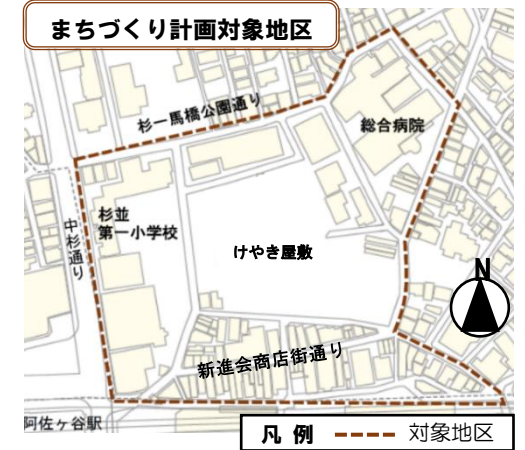 まちづくり計画対象地区
杉一馬橋公園通り
総合病院
杉並
第一小学校
中杉通り
けやき屋敷
N
新進会商店街通り
阿佐ヶ谷駅
凡 例 対象地区